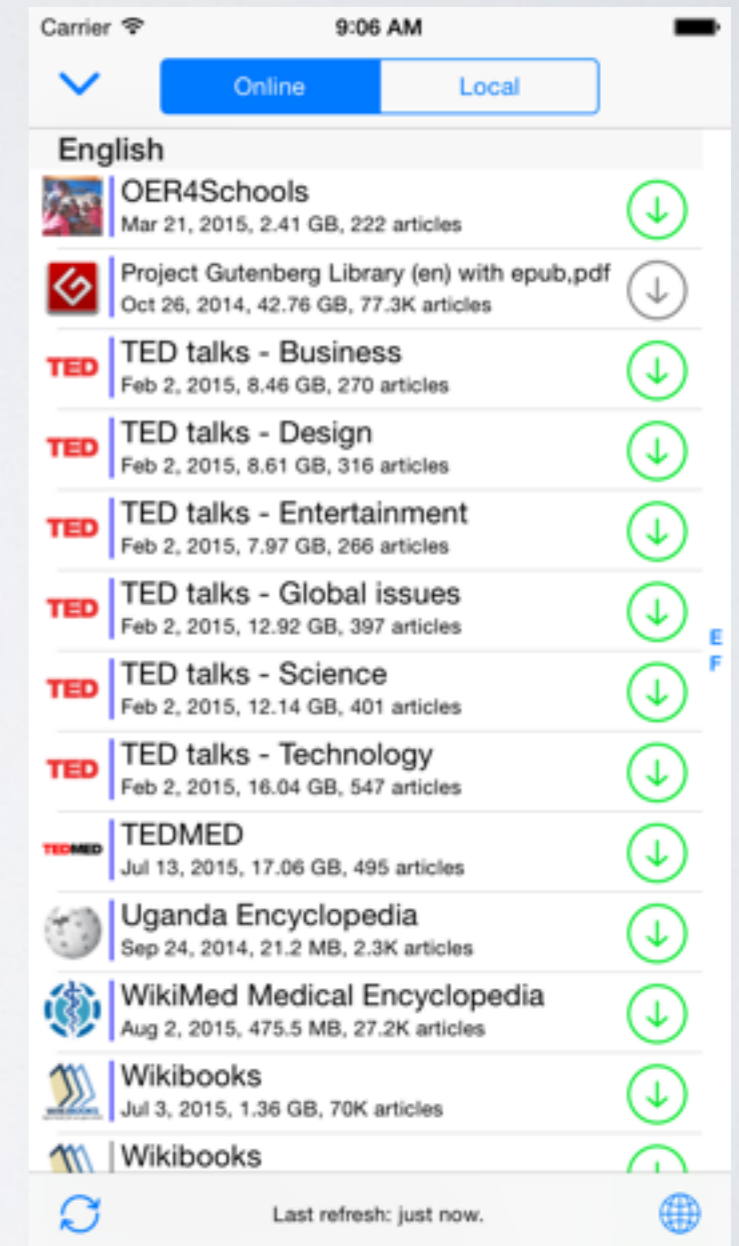 Carrier 9:06 AM
Online Local
English
OER4Schools
Mar 21, 2015, 2.41 GB, 222 articles
Project Gutenberg Library (en) with epub,pdf
Oct 26, 2014, 42.76 GB, 77.3K articles
TED TED talks - Business
Feb 2, 2015, 8.46 GB, 270 articles
TED TED talks - Design
Feb 2, 2015, 8.61 GB, 316 articles
TED TED talks - Entertainment
Feb 2, 2015, 7.97 GB, 266 articles
TED TED talks - Global issues
Feb 2, 2015, 12.92 GB, 397 articles
E
F
TED TED talks - Science
Feb 2, 2015, 12.14 GB, 401 articles
TED TED talks - Technology
Feb 2, 2015, 16.04 GB, 547 articles
TEDMED TEDMED
Jul 13, 2015, 17.06 GB, 495 articles
Uganda Encyclopedia
Sep 24, 2014, 21.2 MB, 2.3K articles
WikiMed Medical Encyclopedia
Aug 2, 2015, 475.5 MB, 27.2K articles
Wikibooks
WIKIBOOKS Jul 3, 2015, 1.36 GB, 70K articles
Wikibooks
Last refresh: just now.